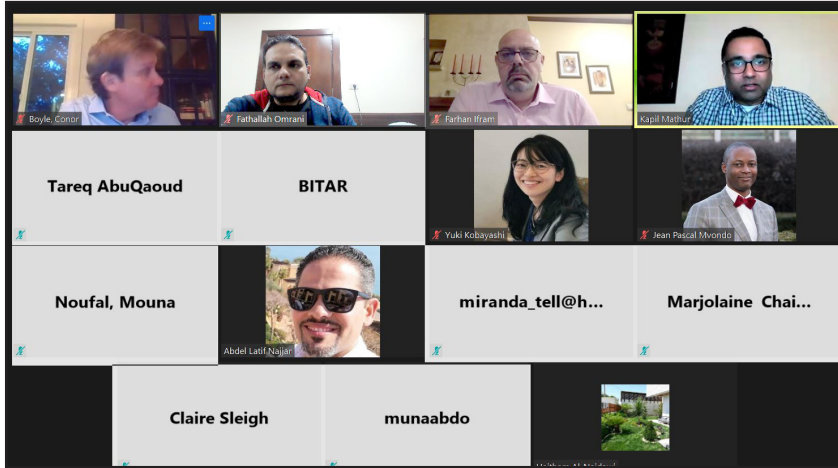 Boyle, Conor
Fathallah Omrani
Farhan Ifram
Kapil Mathur
Tareq AbuQaoud
BITAR
Yuki Kobayashi
Jean Pascal Mvondo
Noufal, Mouna
Abdel Latif Najjar
miranda_tell@h...
Marjolaine Chai...
Claire Sleigh
munaabdo